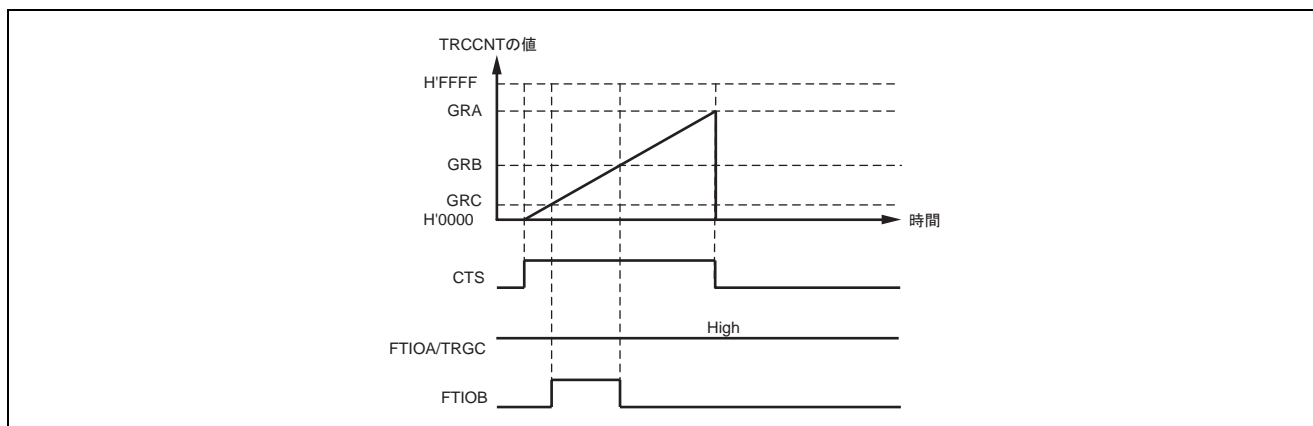 TRCCNTの値
H'FFFF
GRA
GRB
GRC
H'0000
時間
CTS
High
FTIOA/TRGC
FTIOB